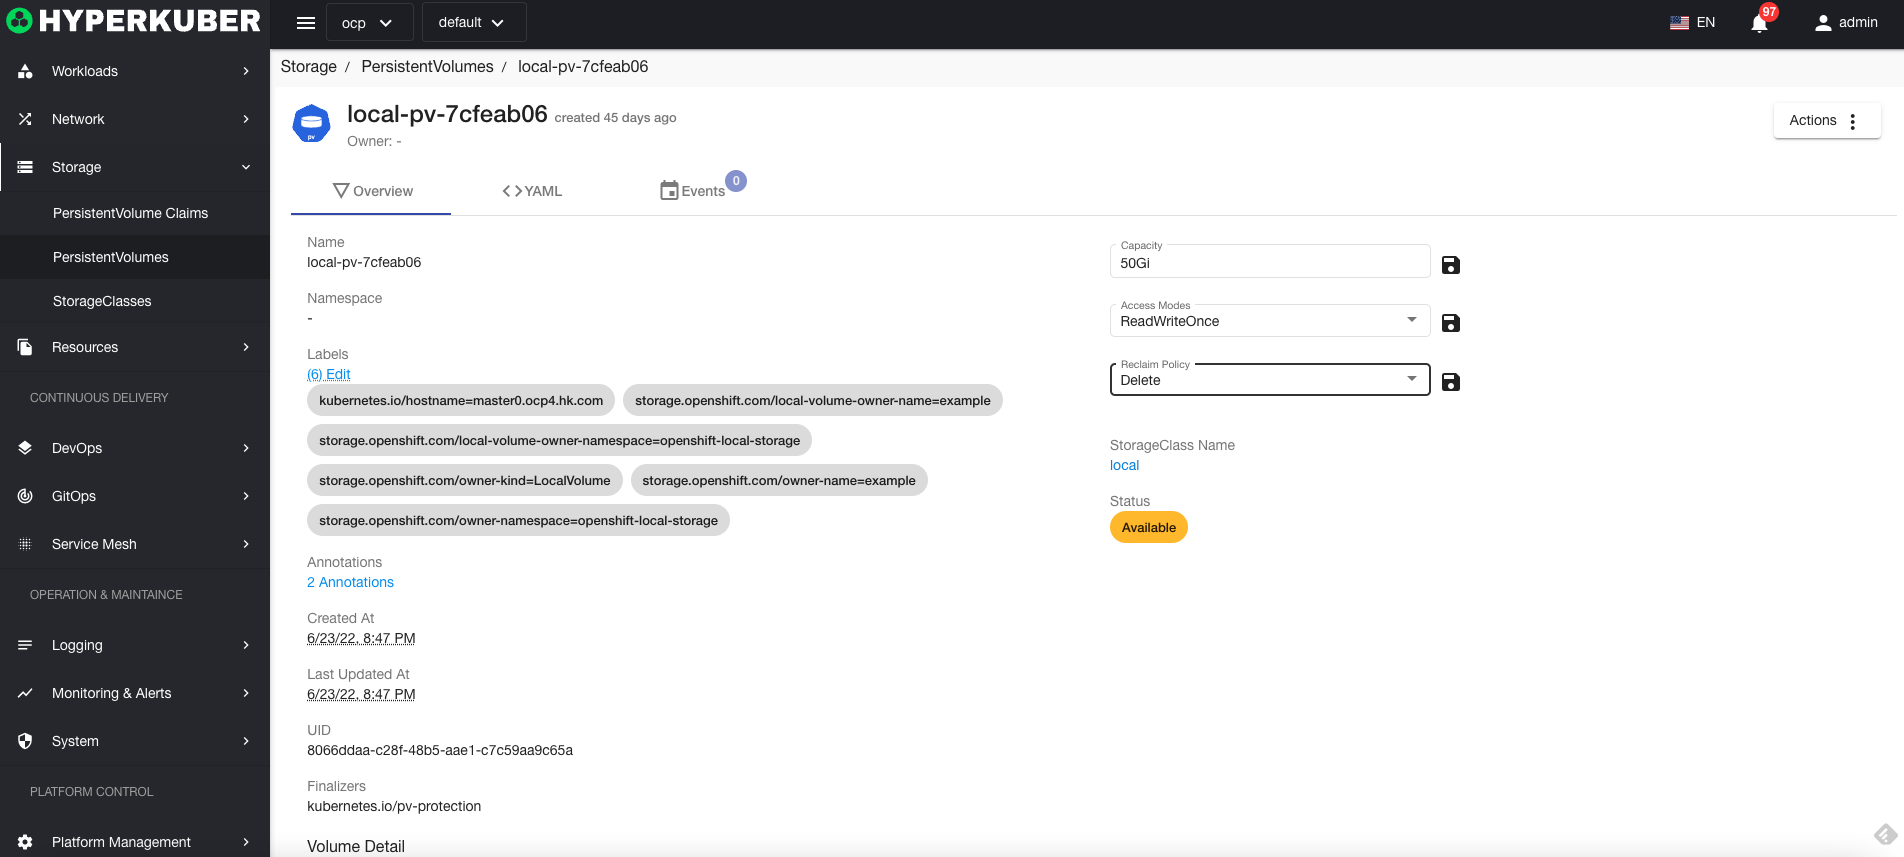 HYPERKUBER
ocp
default
EN
97
admin
Workloads
Network
Storage
PersistentVolume Claims
PersistentVolumes
StorageClasses
Resources
CONTINUOUS DELIVERY
DevOps
GitOps
Service Mesh
OPERATION & MAINTAINCE
Logging
Monitoring & Alerts
System
PLATFORM CONTROL
Platform Management
Storage / PersistentVolumes / local-pv-7cfeab06
pv
local-pv-7cfeab06 created 45 days ago
Owner: -
Actions
Overview
YAML
Events
0
Name
local-pv-7cfeab06
Namespace
-
Labels
(6) Edit
kubernetes.io/hostname=master0.ocp4.hk.com
storage.openshift.com/local-volume-owner-name=example
storage.openshift.com/local-volume-owner-namespace=openshift-local-storage
storage.openshift.com/owner-kind=LocalVolume
storage.openshift.com/owner-name=example
storage.openshift.com/owner-namespace=openshift-local-storage
Annotations
2 Annotations
Created At
6/23/22, 8:47 PM
Last Updated At
6/23/22, 8:47 PM
UID
8066ddaa-c28f-48b5-aae1-c7c59aa9c65a
Finalizers
kubernetes.io/pv-protection
Volume Detail
Capacity
50Gi
Access Modes
ReadWriteOnce
Reclaim Policy
Delete
StorageClass Name
local
Status
Available